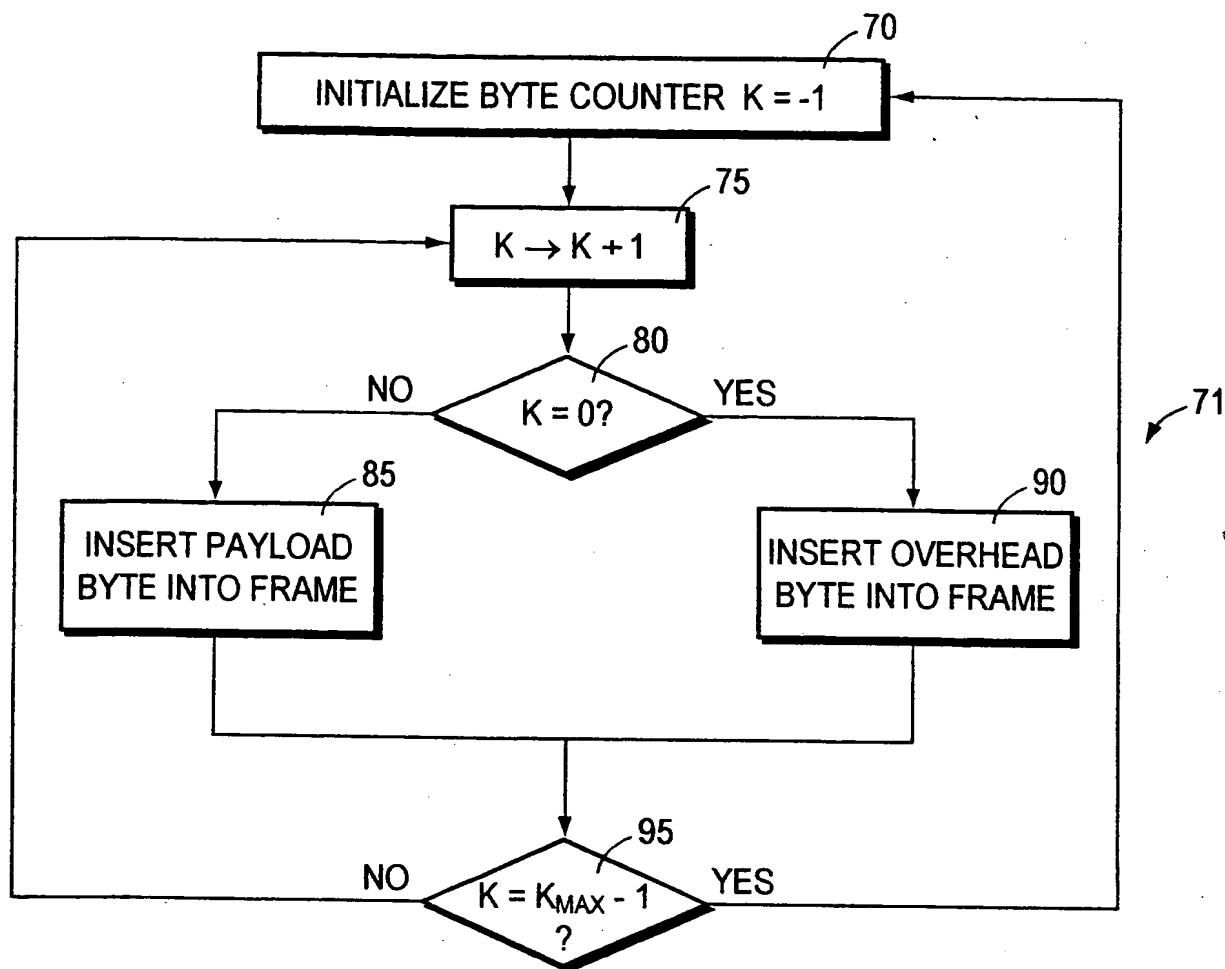 70
INITIALIZE BYTE COUNTER K = -1
75
K → K + 1
80
NO
YES
K = 0?
71
85
90
INSERT PAYLOAD
BYTE INTO FRAME
INSERT OVERHEAD
BYTE INTO FRAME
95
NO
YES
K = KMAX - 1
?